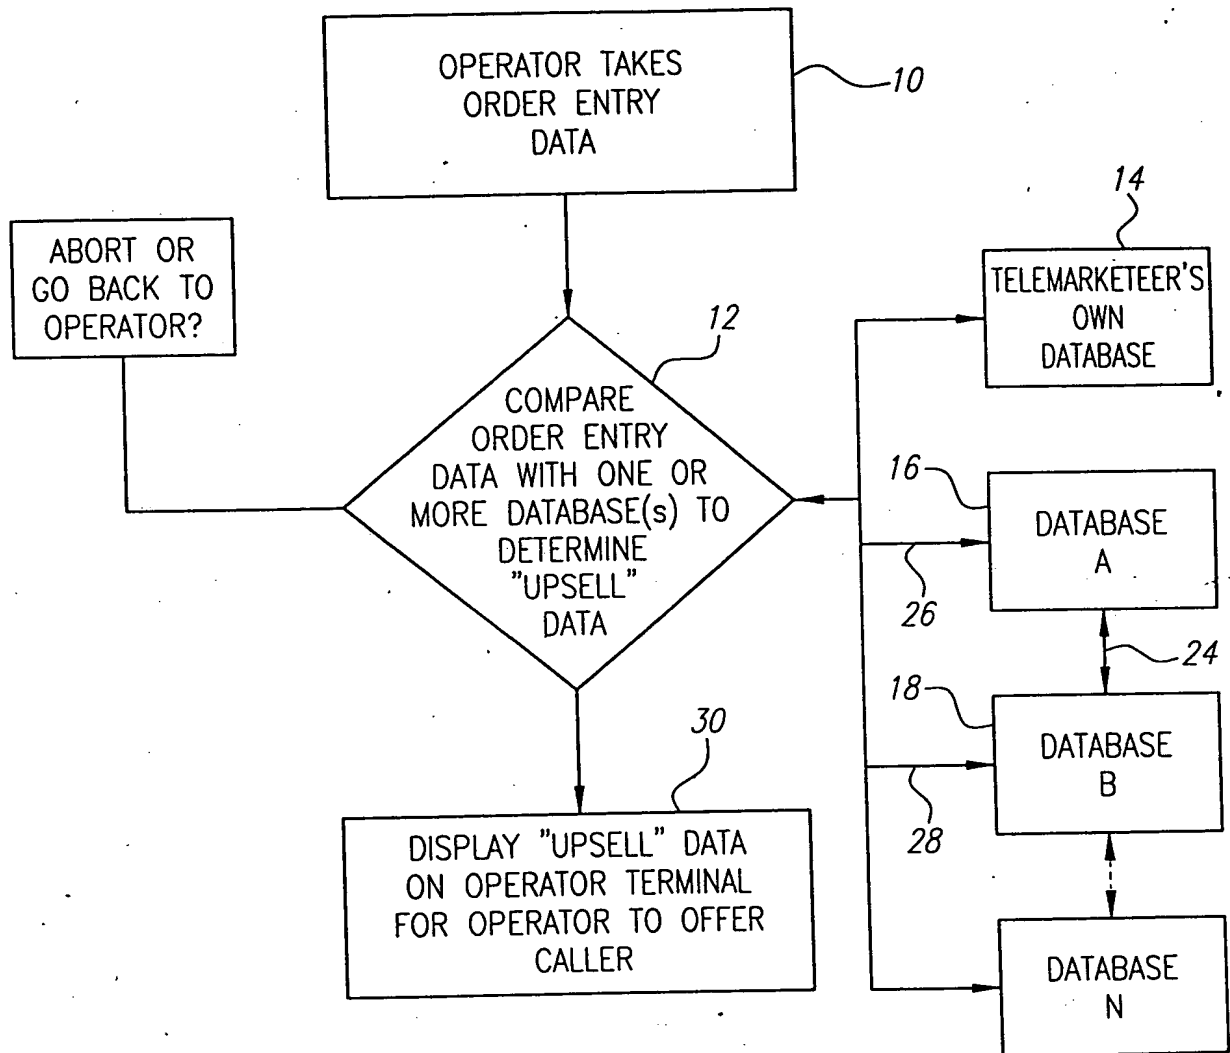 OPERATOR TAKES
ORDER ENTRY
DATA
10
ABORT OR
GO BACK TO
OPERATOR?
12
COMPARE
ORDER ENTRY
DATA WITH ONE OR
MORE DATABASE(s) TO
DETERMINE
"UPSELL"
DATA
14
TELEMARKETEER'S
OWN
DATABASE
16
DATABASE
A
26
24
18
DATABASE
B
28
30
DISPLAY "UPSELL" DATA
ON OPERATOR TERMINAL
FOR OPERATOR TO OFFER
CALLER
DATABASE
N